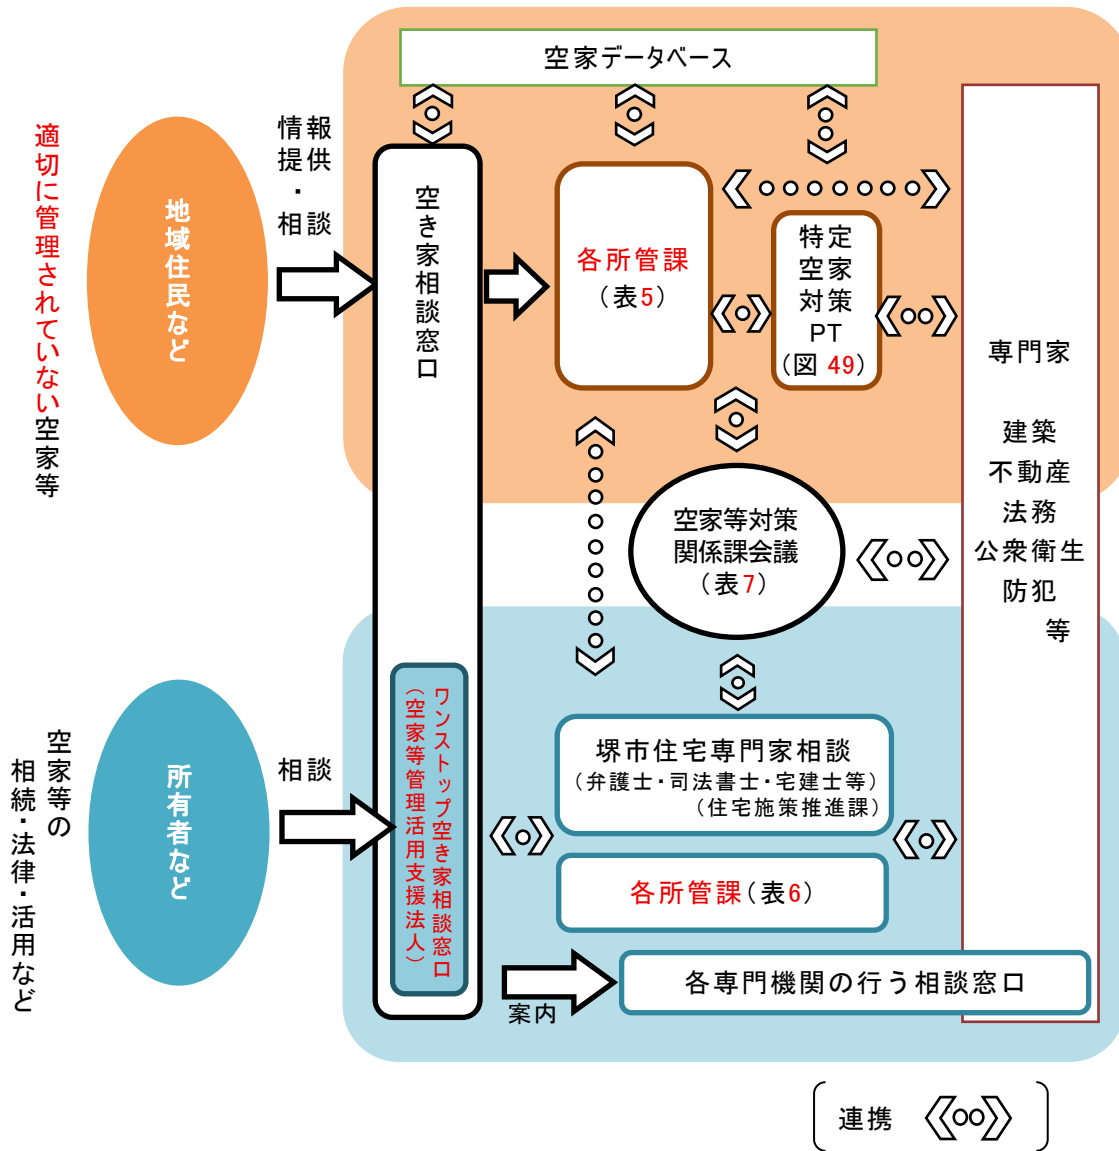 空家データベース
適切に管理されていない空家等
地域住民など
情報
提供
・
相談
空き家相談窓口
各所管課
（表5）
特定
空家
対策
PT
（図 49）
専門家
建築
不動産
法務
公衆衛生
防犯
等
空家等対策
関係課会議
（表7）
空家等の
相続・法律・活用など
所有者など
相談
ワンストップ空き家相談窓口
（空家等管理活用支援法人）
堺市住宅専門家相談
（弁護士・司法書士・宅建士等）
（住宅施策推進課）
各所管課（表6）
案内
各専門機関の行う相談窓口
連携